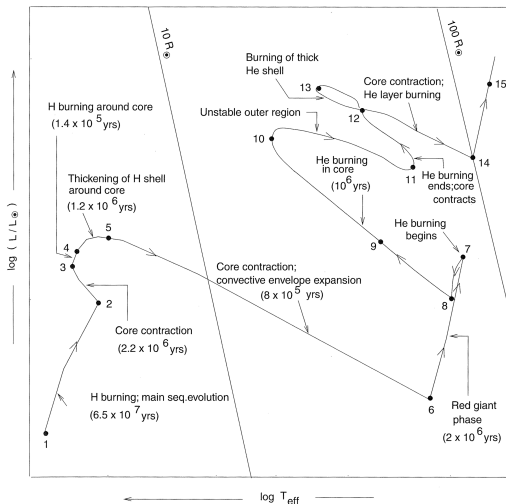 10 R⊙
100 R⊙
Burning of thick
He shell
13
Core contraction;
He layer burning
15
H burning around core
(1.4 x 10^5 yrs)
Unstable outer region
12
10
14
11
Thickening of H shell
around core
(1.2 x 10^6 yrs)
He burning
in core
(10^6 yrs)
He burning
ends;core
contracts
He burning
begins
5
4
3
9
7
Core contraction;
convective envelope expansion
(8 x 10^5 yrs)
8
2
Core contraction
(2.2 x 10^6 yrs)
H burning; main seq.evolution
(6.5 x 10^7 yrs)
6
Red giant
phase
(2 x 10^6 yrs)
1
log (L/L⊙)
log Teff